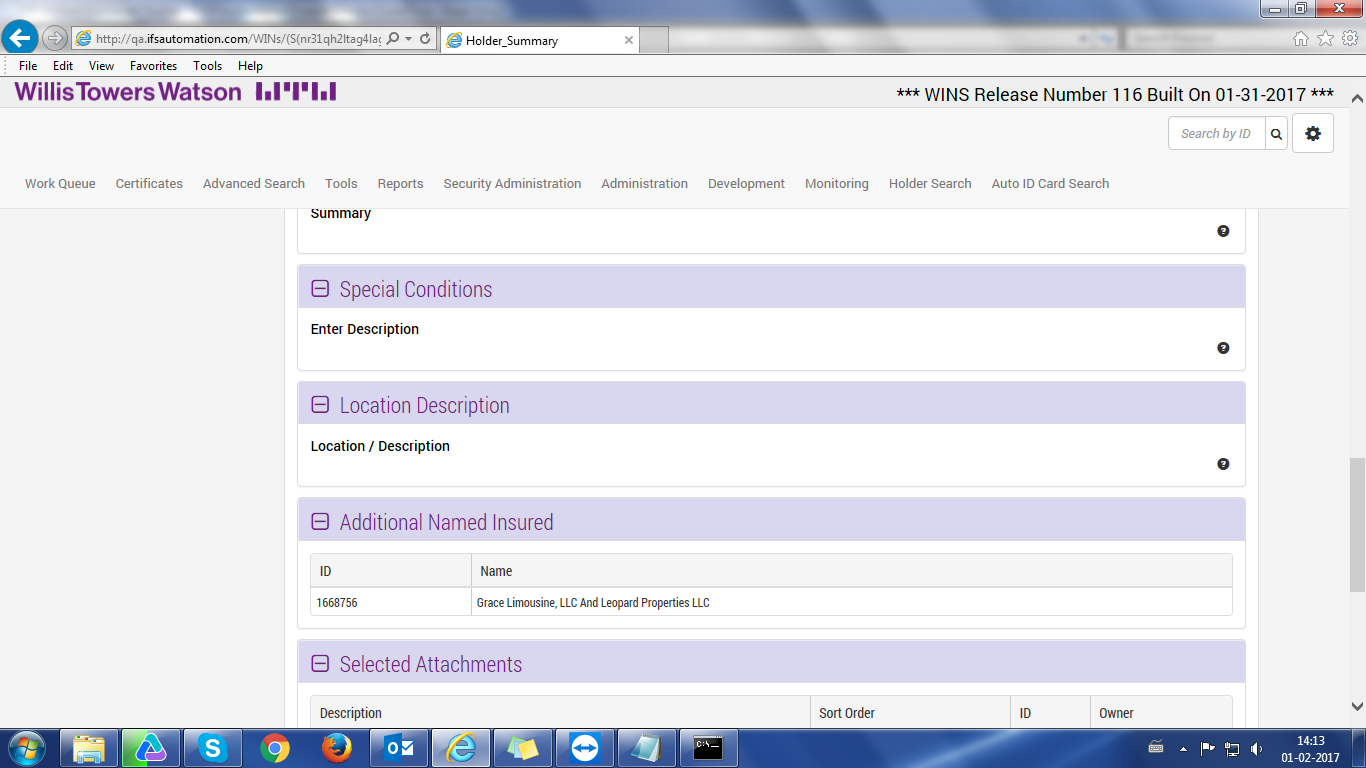 http://qa.ifsautomation.com/WINs/(S(nr31qh2ltag4lag
Holder_Summary
File Edit View Favorites Tools Help
Willis Towers Watson
*** WINS Release Number 116 Built On 01-31-2017 ***
Search by ID
Work Queue Certificates Advanced Search Tools Reports Security Administration Administration Development Monitoring Holder Search Auto ID Card Search
Summary
Special Conditions
Enter Description
Location Description
Location / Description
Additional Named Insured
ID Name
1668756 Grace Limousine, LLC And Leopard Properties LLC
Selected Attachments
Description Sort Order ID Owner
14:13
01-02-2017